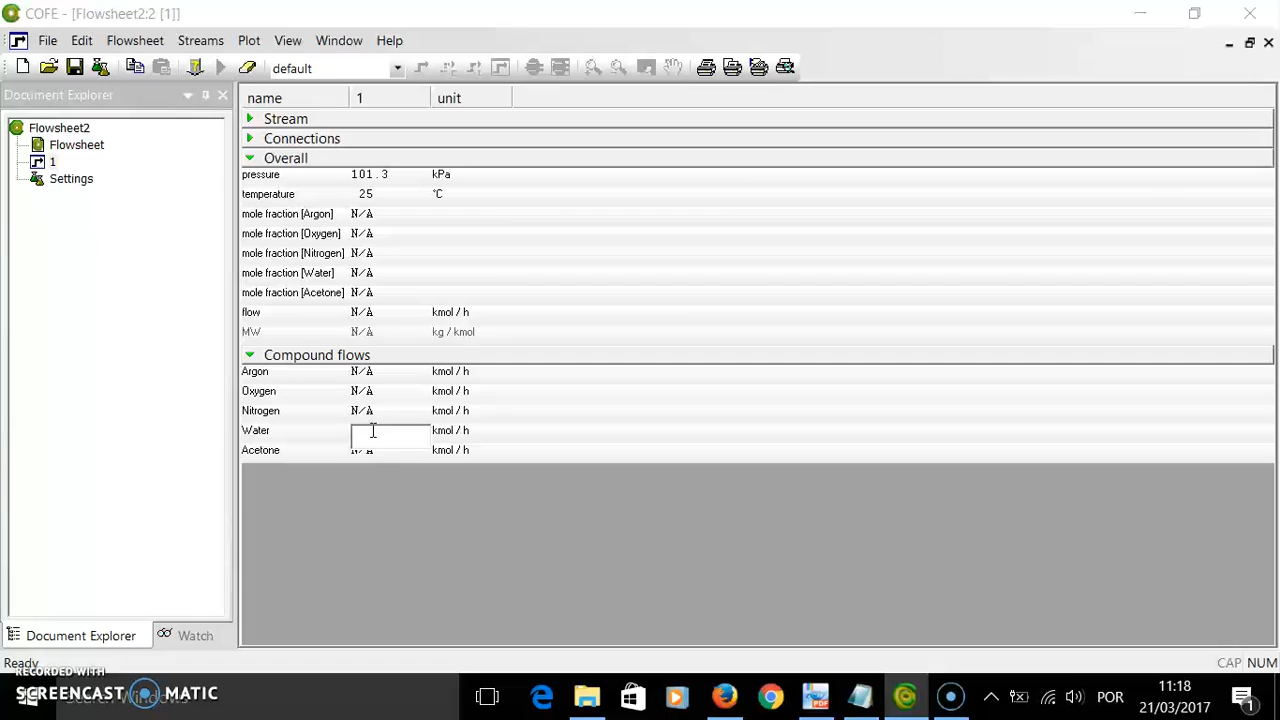 COFE - [Flowsheet2:2 [1]]
File Edit Flowsheet Streams Plot View Window Help
default
Document Explorer
Flowsheet2
Flowsheet
1
Settings
name 1 unit
Stream
Connections
Overall
pressure 101.3 kPa
temperature 25 °C
mole fraction [Argon] N/A
mole fraction [Oxygen] N/A
mole fraction [Nitrogen] N/A
mole fraction [Water] N/A
mole fraction [Acetone] N/A
flow N/A kmol / h
MW N/A kg / kmol
Compound flows
Argon N/A kmol / h
Oxygen N/A kmol / h
Nitrogen N/A kmol / h
Water kmol / h
Acetone N/A kmol / h
Document Explorer Watch
Ready CAP NUM
RECORDED WITH
SCREENCAST MATIC
Search Windows
PDF
POR
11:18
21/03/2017
1